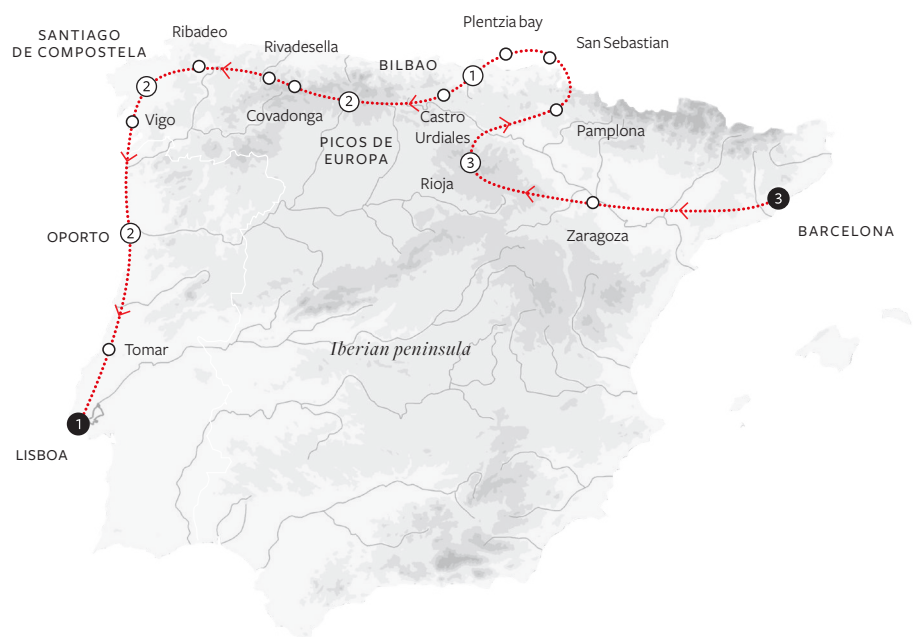 Plentzia bay
SANTIAGO
DE COMPOSTELA
Ribadeo
Rivadesella
BILBAO
San Sebastian
1
2
2
Vigo
Covadonga
Castro
Urdiales
PICOS DE
EUROPA
Pamplona
3
Rioja
3
BARCELONA
Zaragoza
OPORTO
2
Tomar
Iberian peninsula
1
LISBOA